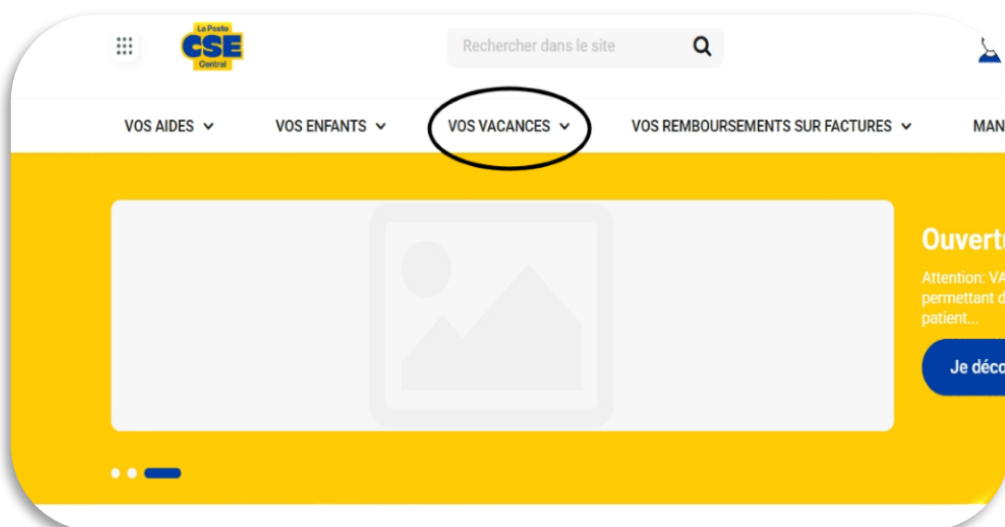 La Poste
CSE
Central
Rechercher dans le site
VOS AIDES
VOS ENFANTS
VOS VACANCES
VOS REMBOURSEMENTS SUR FACTURES
MAN
Ouvert
Attention: VA
permettant d
patient...
Je déco